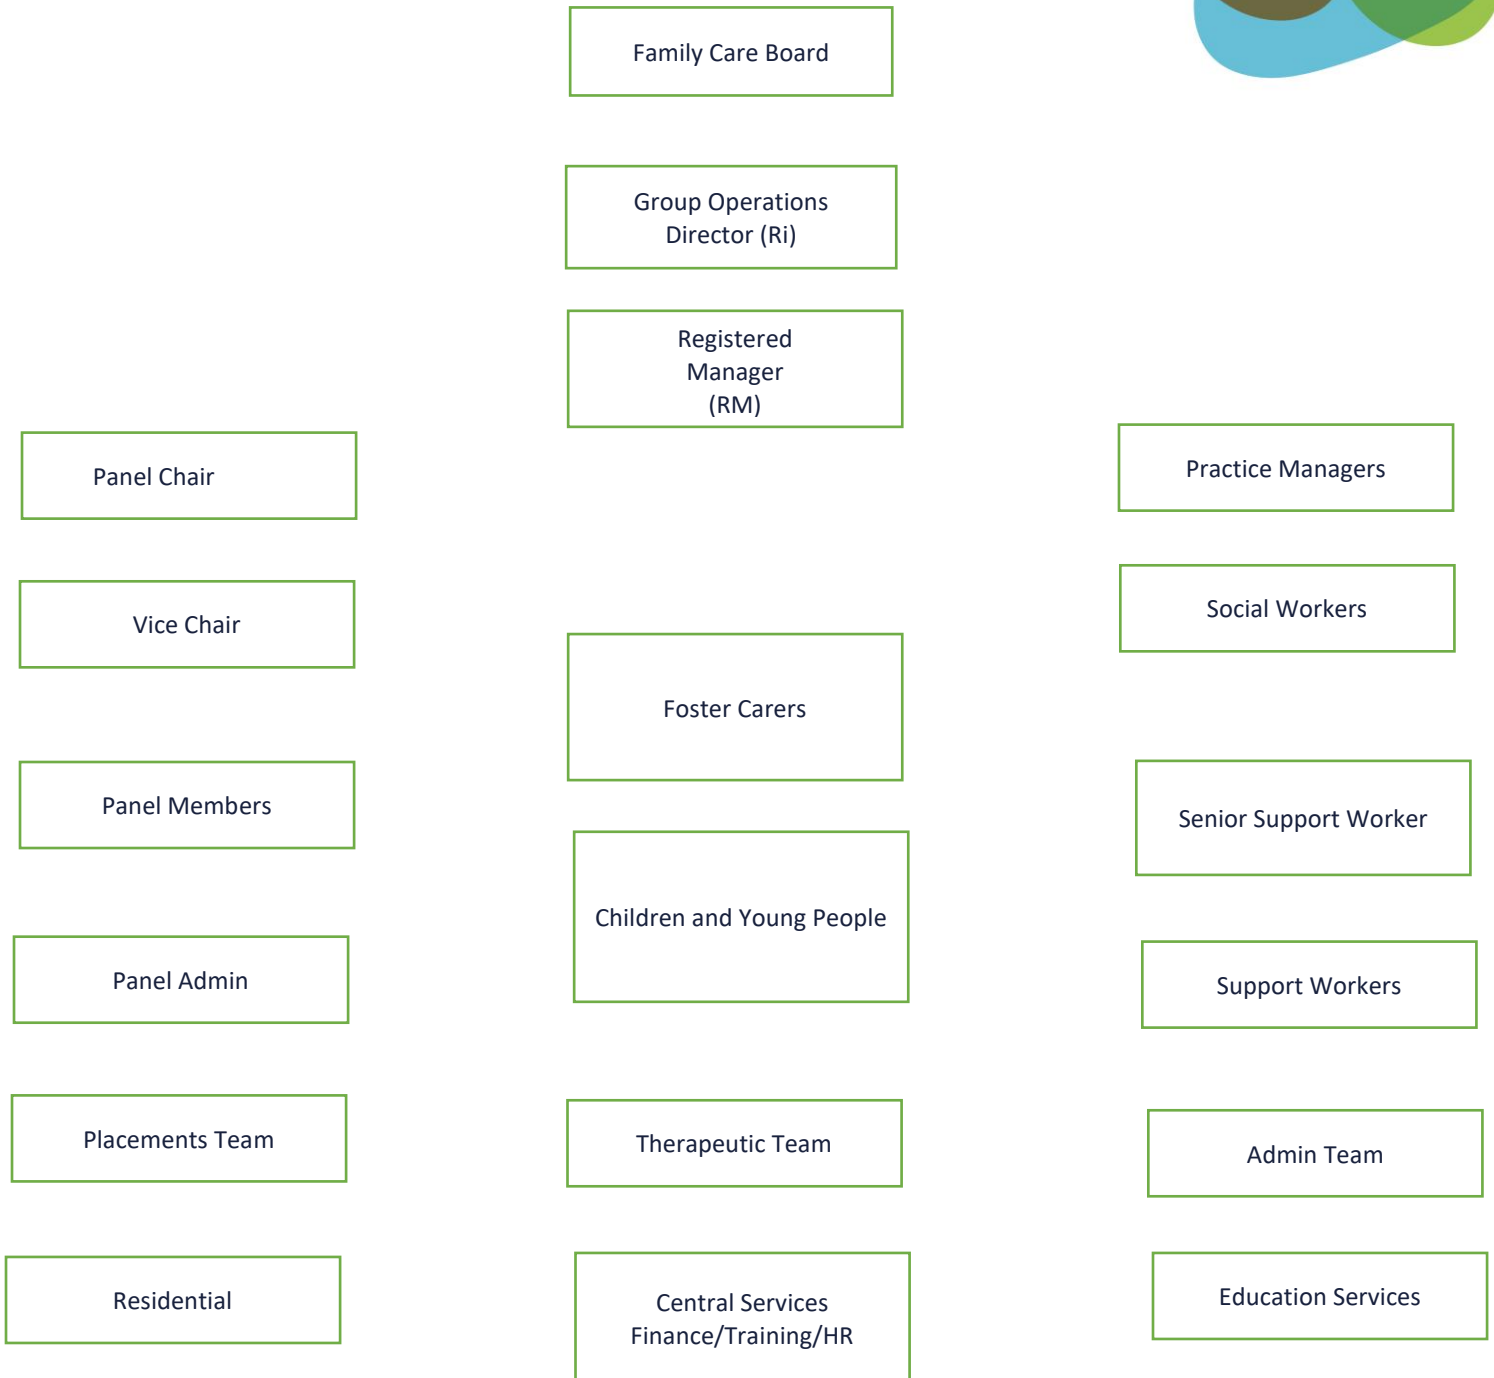 Family Care Board
Group Operations
Director (Ri)
Registered
Manager
(RM)
Panel Chair
Practice Managers
Vice Chair
Social Workers
Foster Carers
Panel Members
Senior Support Worker
Children and Young People
Panel Admin
Support Workers
Placements Team
Therapeutic Team
Admin Team
Residential
Central Services
Finance/Training/HR
Education Services